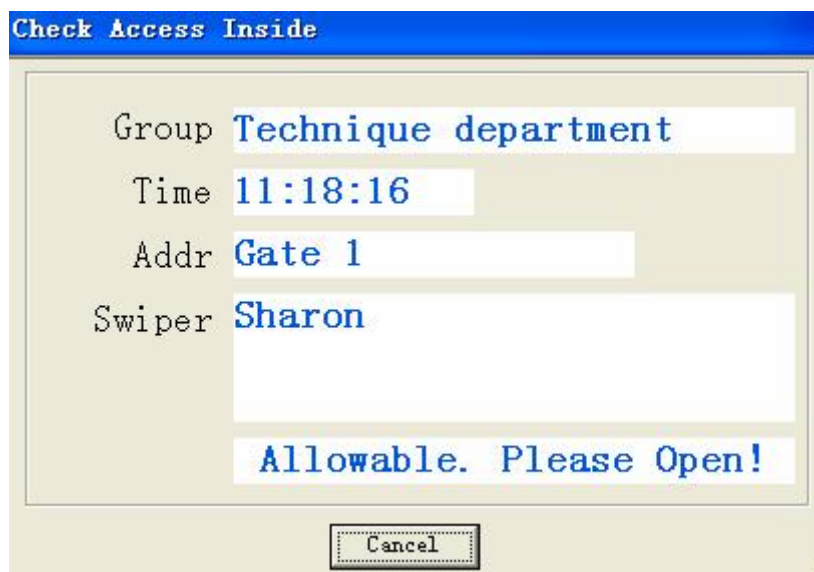 Check Access Inside
Group Technique department
Time 11:18:16
Addr Gate 1
Swiper Sharon
Allowable. Please Open!
Cancel